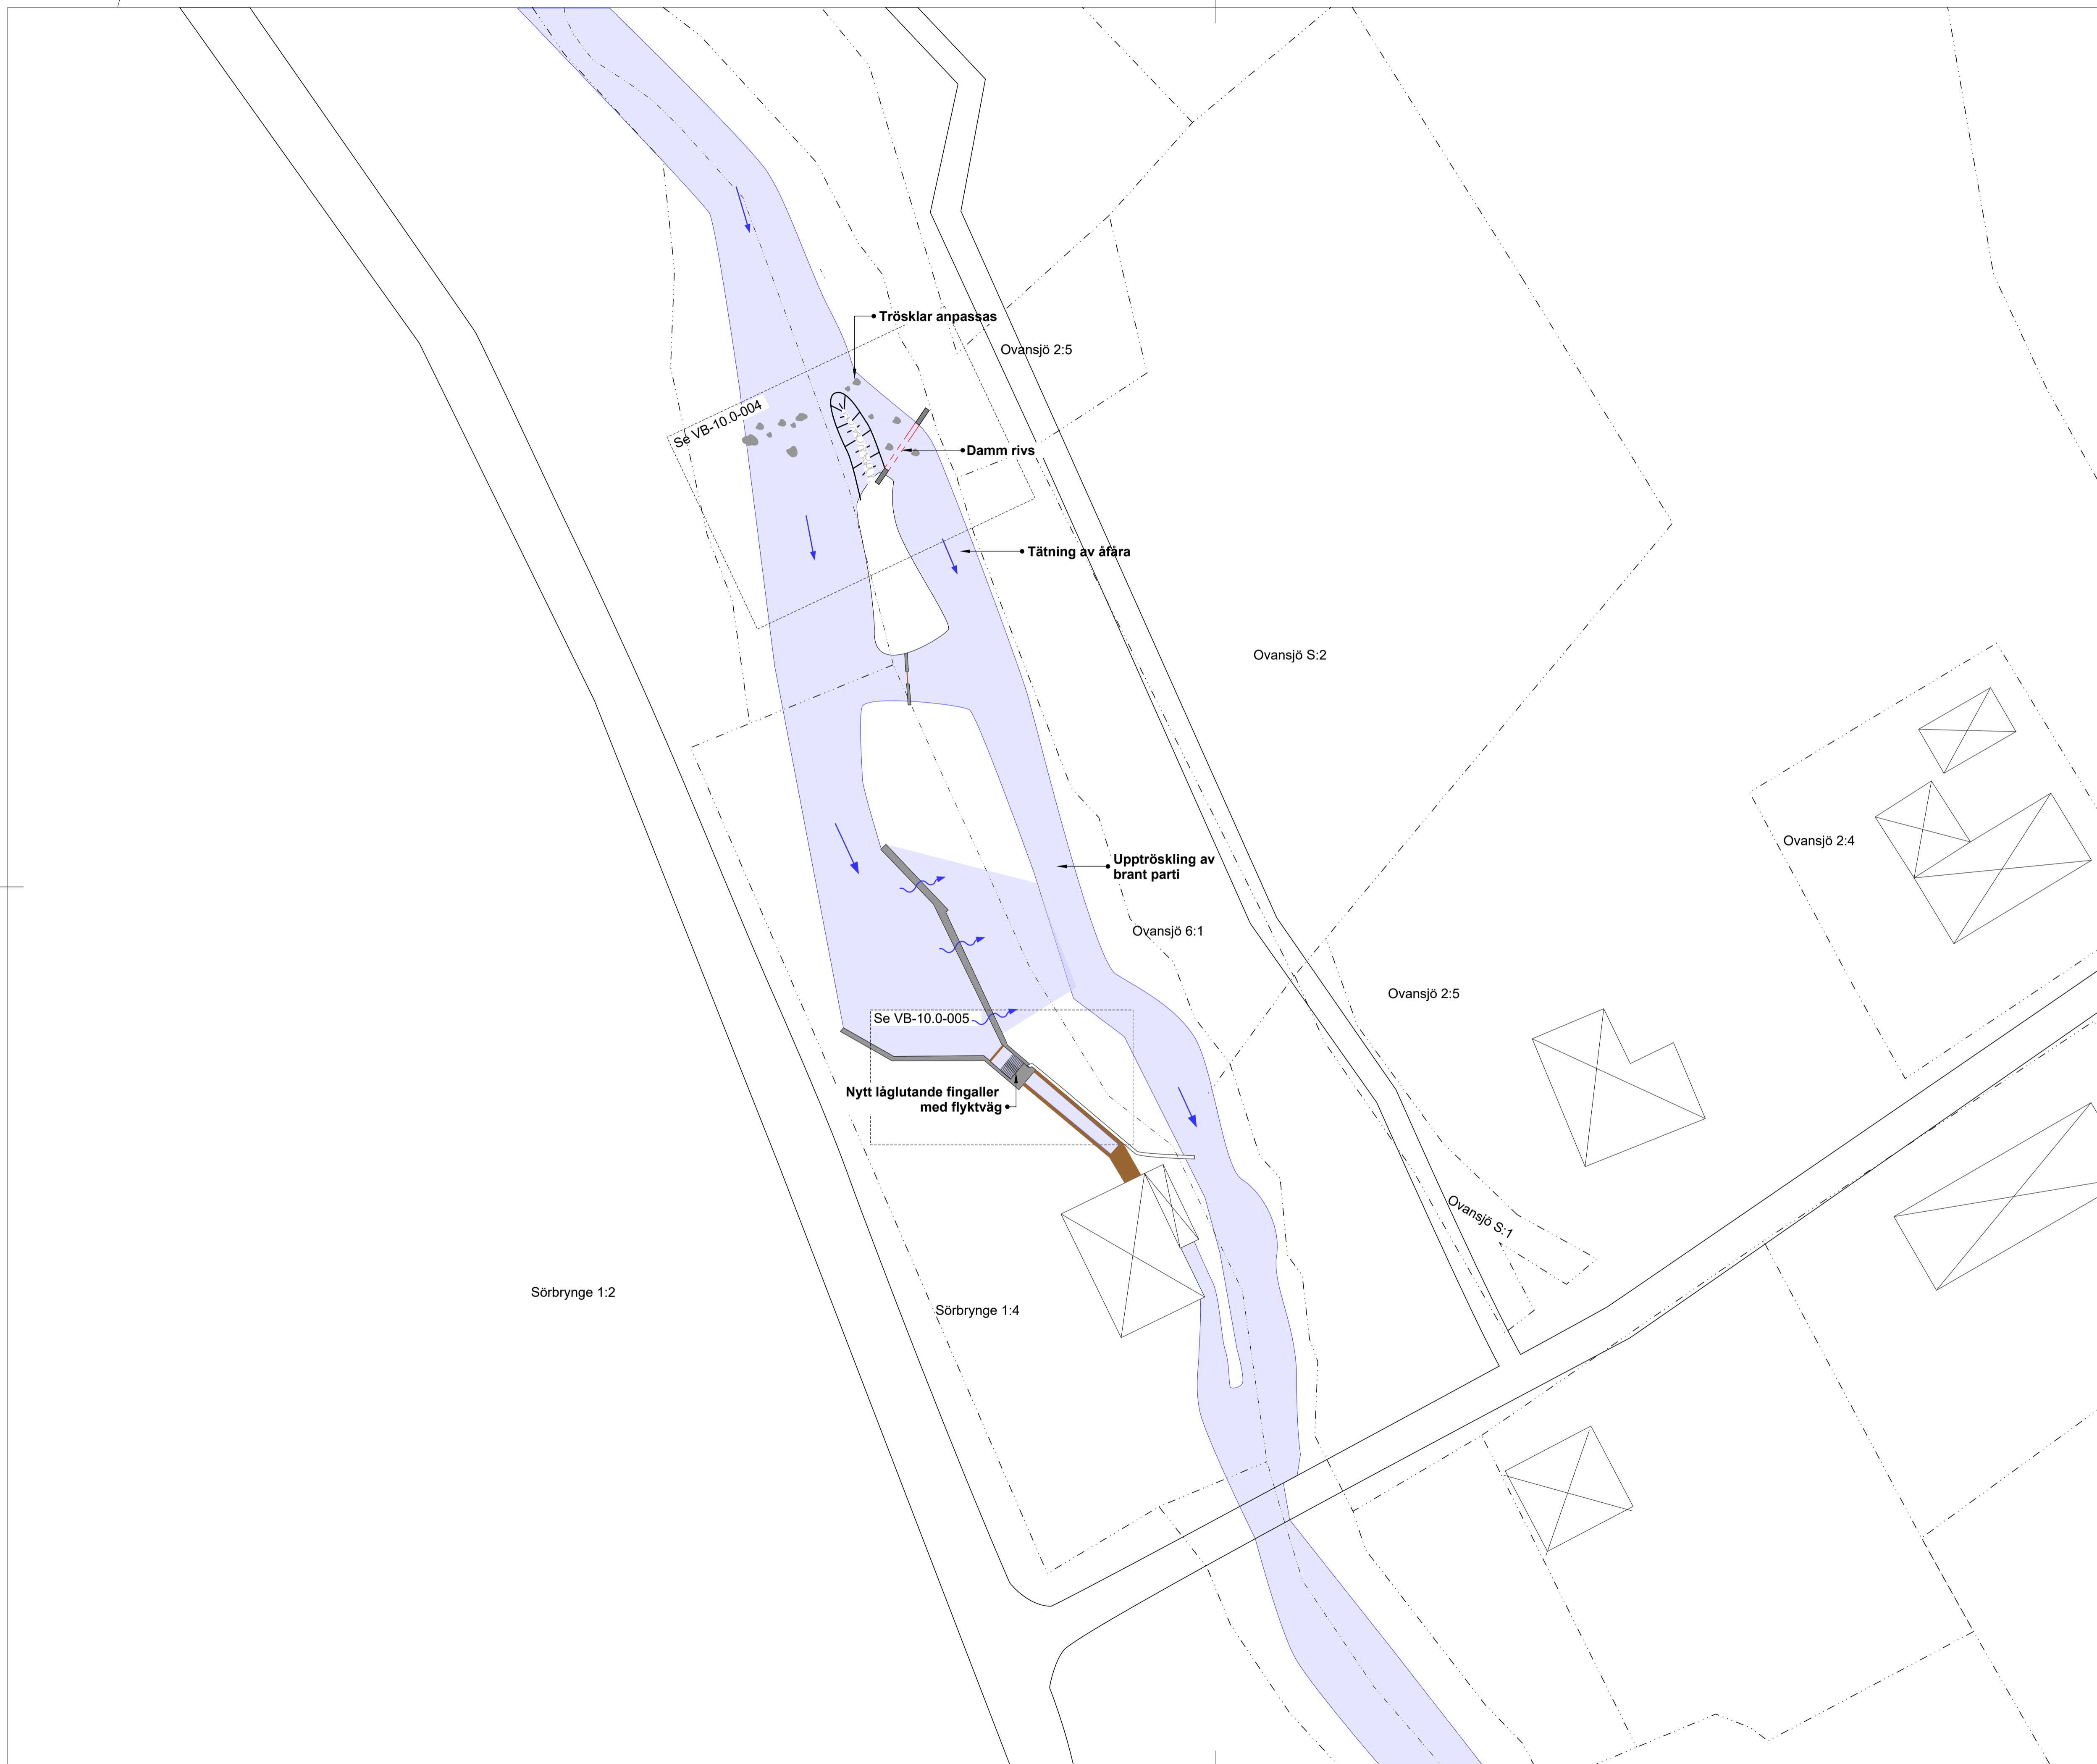 Trösklar anpassas
Ovansjö 2:5
Se VB-10.0-004
Damm rivs
Tätning av åfåra
Ovansjö S:2
Ovansjö 2:4
Upptröskling av
brant parti
Ovansjö 6:1
Ovansjö 2:5
Se VB-10.0-005
Nytt låglutande fingaller
med flyktväg
Ovansjö S:1
Sörbrynge 1:2
Sörbrynge 1:4